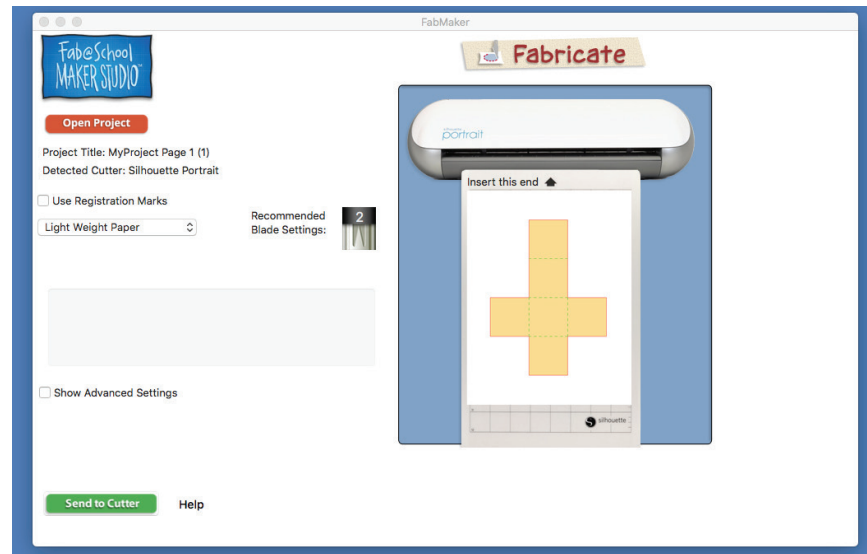 FabMaker
Fab@School
MAKER STUDIO™
Fabricate
Open Project
Project Title: MyProject Page 1 (1)
Detected Cutter: Silhouette Portrait
Use Registration Marks
Light Weight Paper
Recommended
Blade Settings:
2
Show Advanced Settings
Send to Cutter
Help
portrait
Insert this end
silhouette